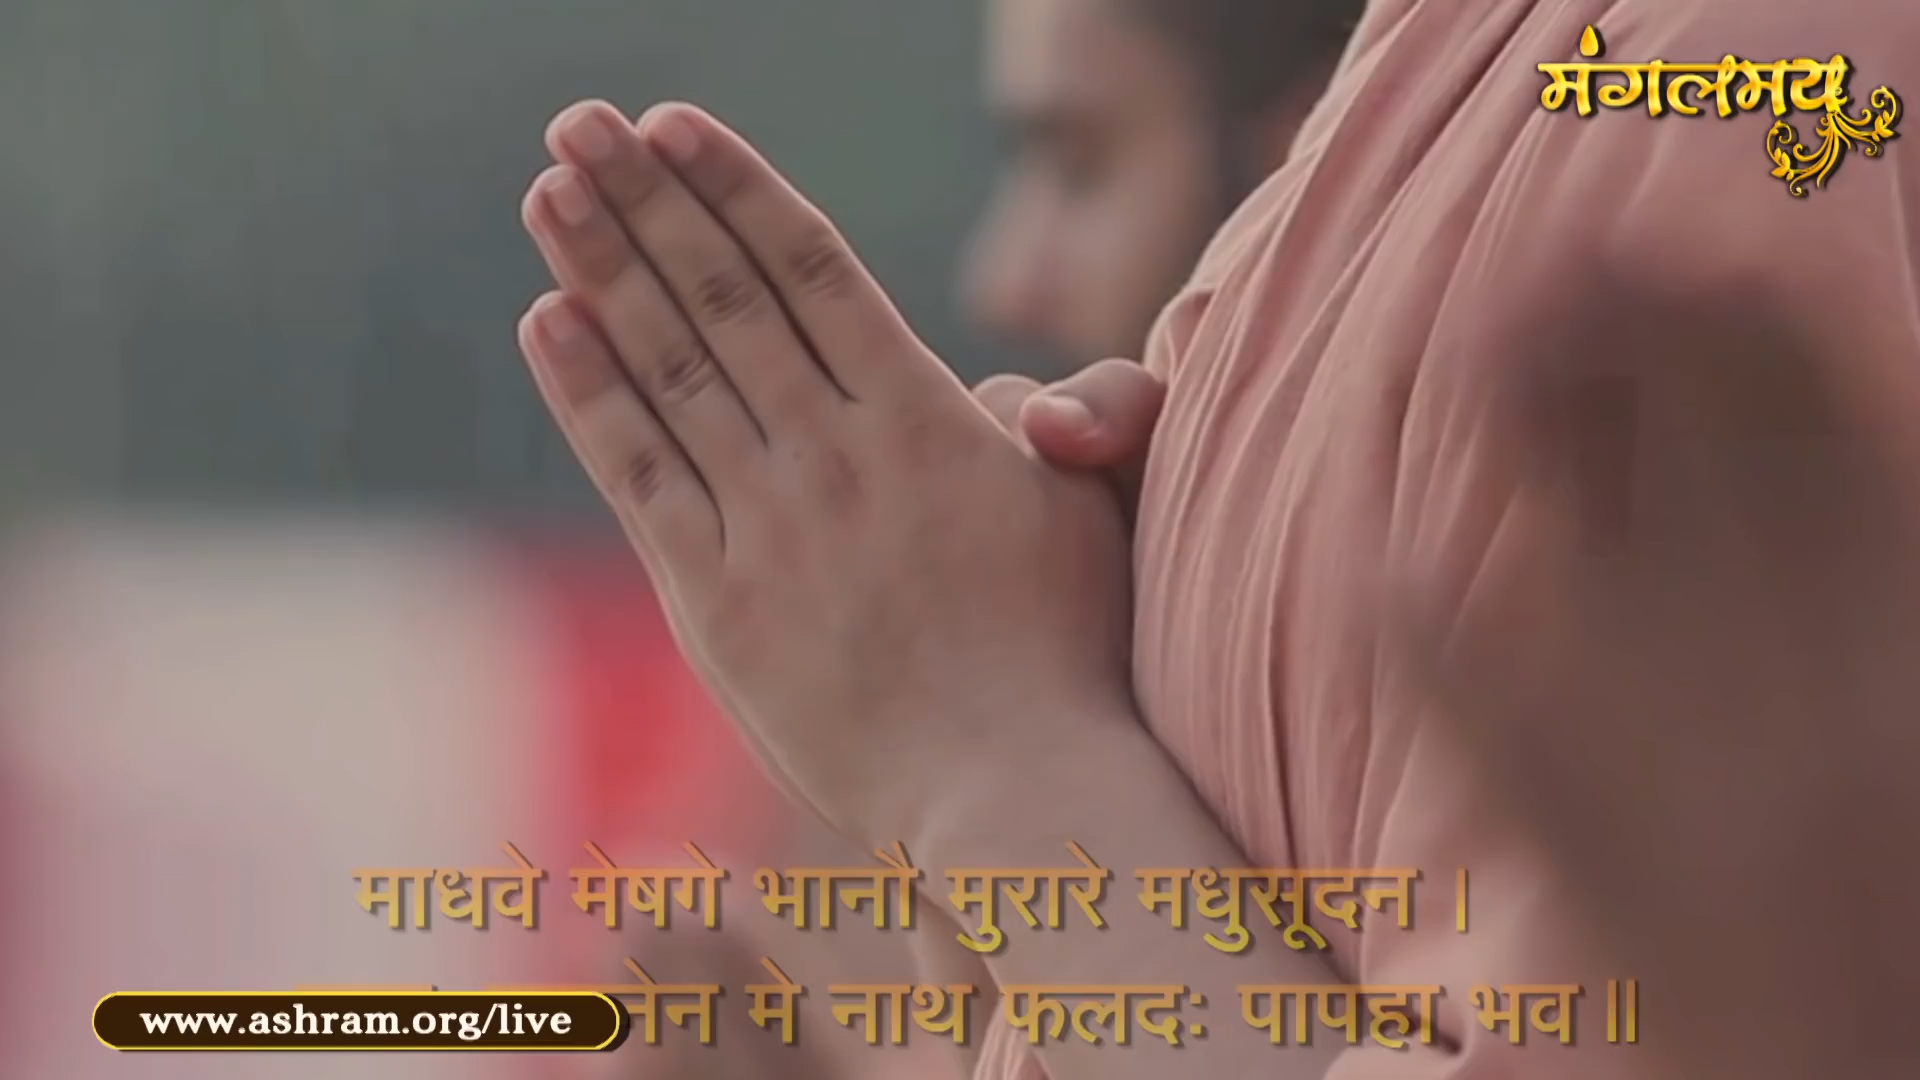 मंगलमय
माधवे मेषगे भानौ मुरारे मधुसूदन ।
मे नाथ फलदः पापहा भव ॥
www.ashram.org/live